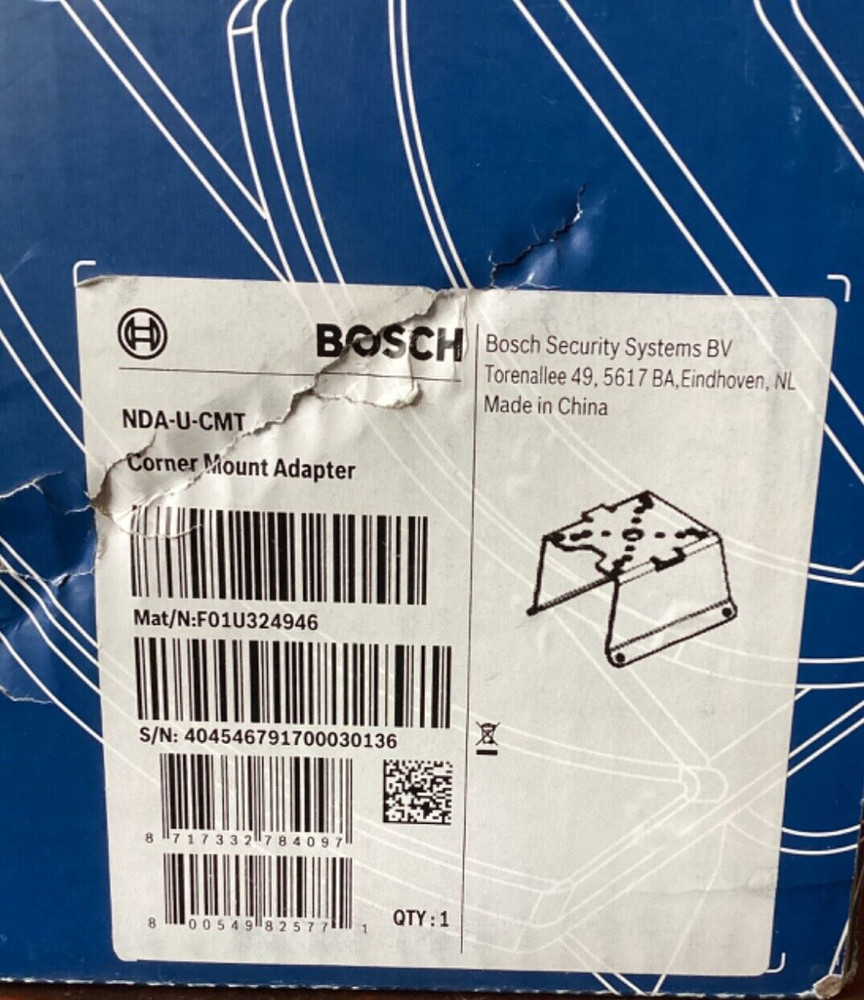 BOSCH
NDA-U-CMT
Corner Mount Adapter
Mat/N:F01U324946
S/N: 404546791700030136
8 717332 784097
8 00549 82577 1
QTY : 1
Bosch Security Systems BV
Torenallee 49, 5617 BA,Eindhoven, NL
Made in China